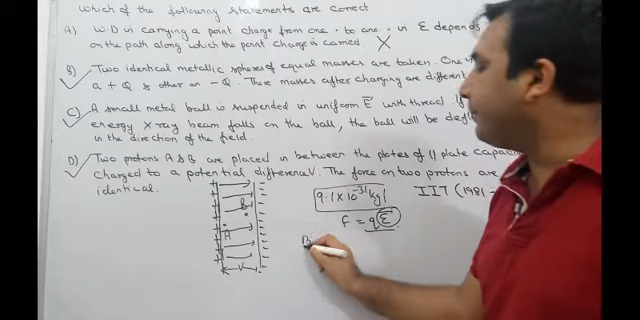 Which of the following statements are correct
A) W.D in carrying a point charge from one . to one . in E depends
on the path along which the point charge is carried. X
B) Two identical metallic spheres of equal masses are taken. One
a + Q & other an - Q. There masses after charging are different
C) A small metal ball is suspended in uniform E with thread. If
energy X ray beam falls on the ball, the ball will be
in the direction of the field.
D) Two protons A & B are placed in between the plates of || plate
charged to a potential difference V. The force on two protons are
identical.
9.1 X 10^-31 kg
IIT (1981 -
F = qE
A
B
V